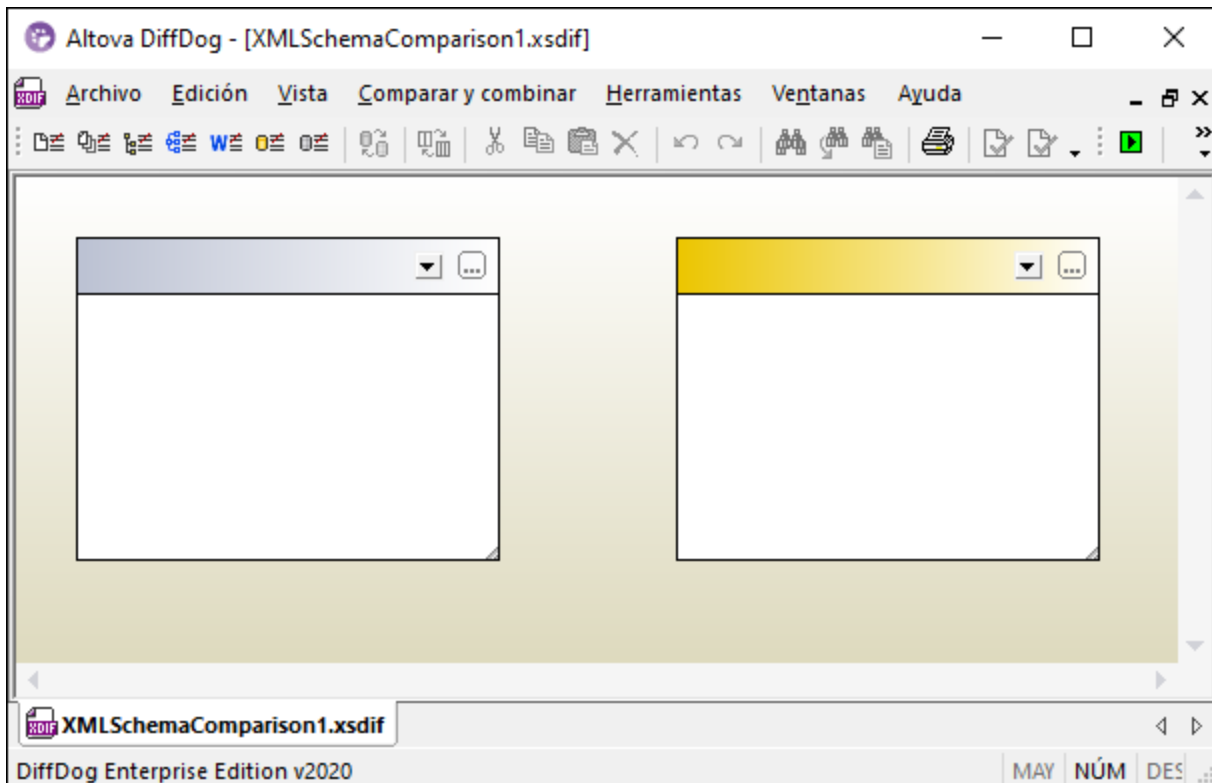 Altova DiffDog - [XMLSchemaComparison1.xsdif]
Archivo Edición Vista Comparar y combinar Herramientas Ventanas Ayuda
XMLSchemaComparison1.xsdif
DiffDog Enterprise Edition v2020 MAY NÚM DES